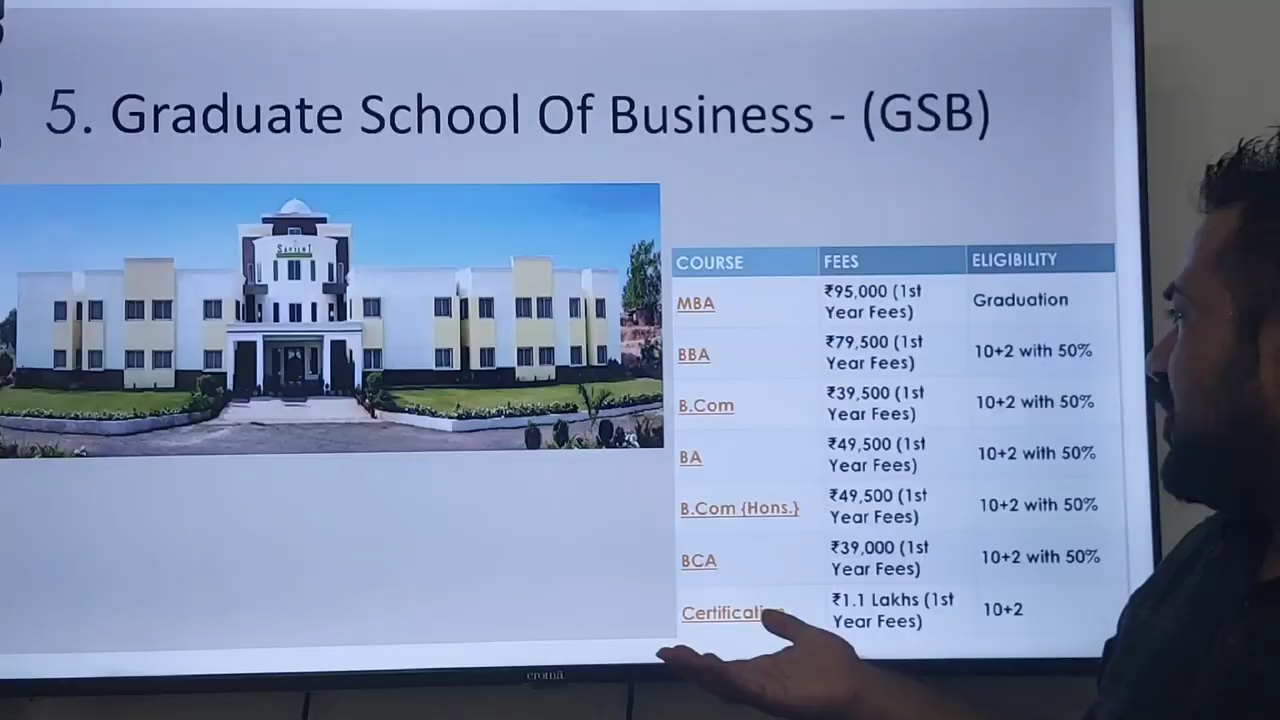 5. Graduate School Of Business - (GSB)
SAPIENT
COURSE FEES ELIGIBILITY
MBA ₹95,000 (1st Year Fees) Graduation
BBA ₹79,500 (1st Year Fees) 10+2 with 50%
B.Com ₹39,500 (1st Year Fees) 10+2 with 50%
BA ₹49,500 (1st Year Fees) 10+2 with 50%
B.Com {Hons.} ₹49,500 (1st Year Fees) 10+2 with 50%
BCA ₹39,000 (1st Year Fees) 10+2 with 50%
₹1.1 Lakhs (1st Year Fees) 10+2
croma